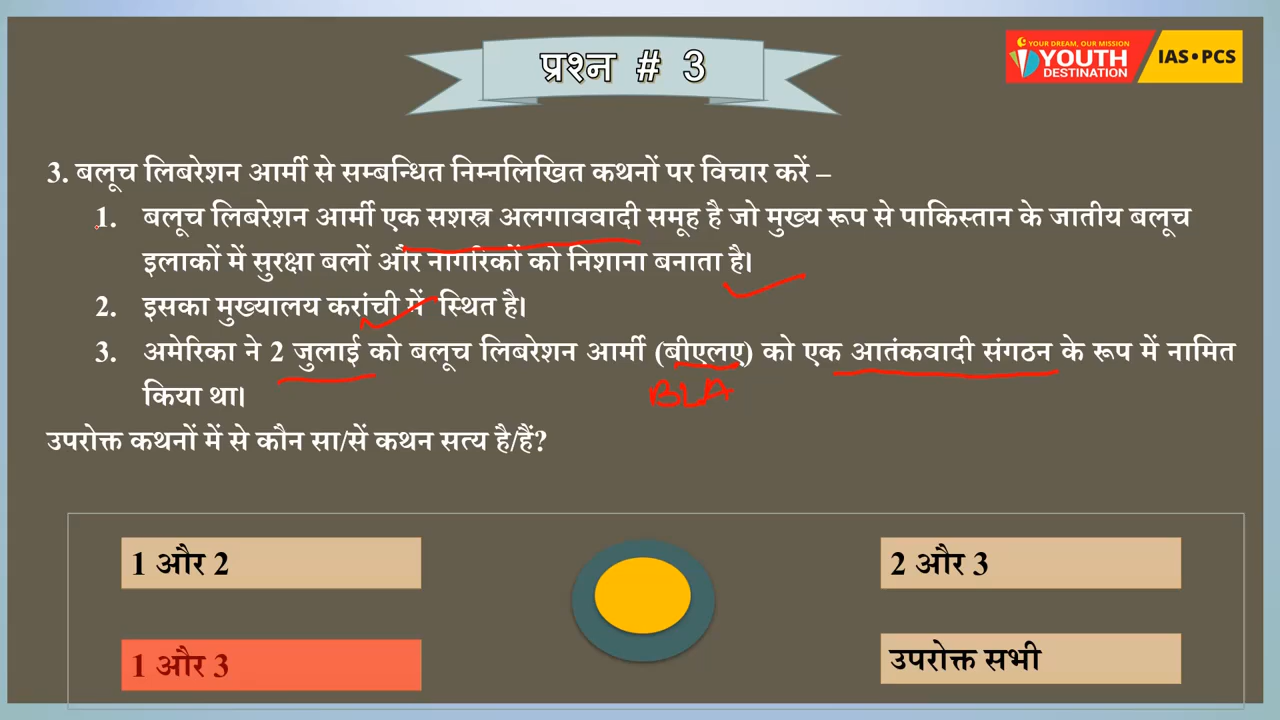 प्रश्न # 3
YOUR DREAM, OUR MISSION
YOUTH
DESTINATION
IAS•PCS
3. बलूच लिबरेशन आर्मी से सम्बन्धित निम्नलिखित कथनों पर विचार करें –
1. बलूच लिबरेशन आर्मी एक सशस्त्र अलगाववादी समूह है जो मुख्य रूप से पाकिस्तान के जातीय बलूच
इलाकों में सुरक्षा बलों और नागरिकों को निशाना बनाता है।
2. इसका मुख्यालय करांची में स्थित है।
3. अमेरिका ने 2 जुलाई को बलूच लिबरेशन आर्मी (बीएलए) को एक आतंकवादी संगठन के रूप में नामित
किया था।
BLA
उपरोक्त कथनों में से कौन सा/सें कथन सत्य है/हैं?
1 और 2
2 और 3
1 और 3
उपरोक्त सभी